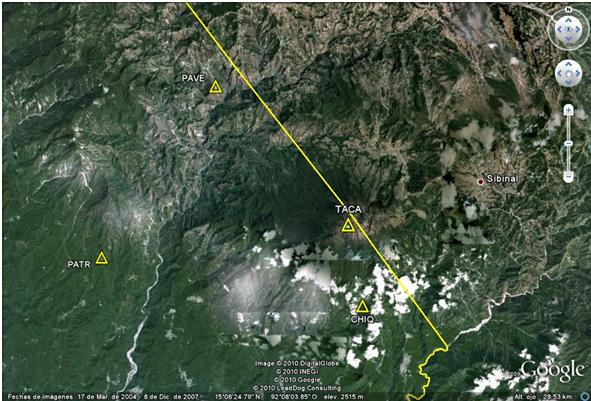 N
PAVE
Sibinal
TACA
PATR
CHIQ
Image © 2010 DigitalGlobe
© 2010 INEGI
© 2010 Google
© 2010 LeadDog Consulting
Google
Fechas de imágenes: 17 de Mar. de 2004 - 8 de Dic. de 2007
15°08'24.79" N 92°08'03.85" O elev. 2515 m
Alt. ojo 28.53 km